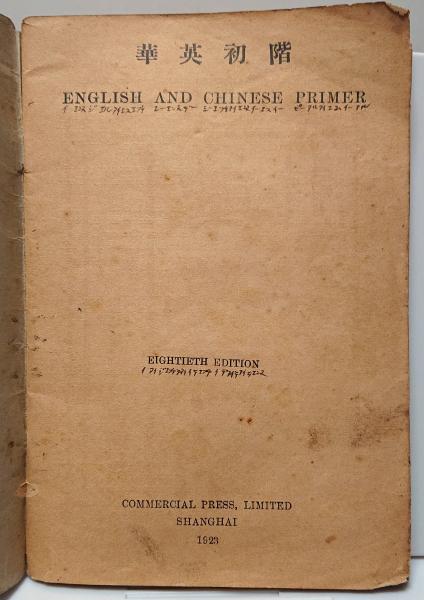 華英初階
ENGLISH AND CHINESE PRIMER
EIGHTIETH EDITION
COMMERCIAL PRESS, LIMITED
SHANGHAI
1923